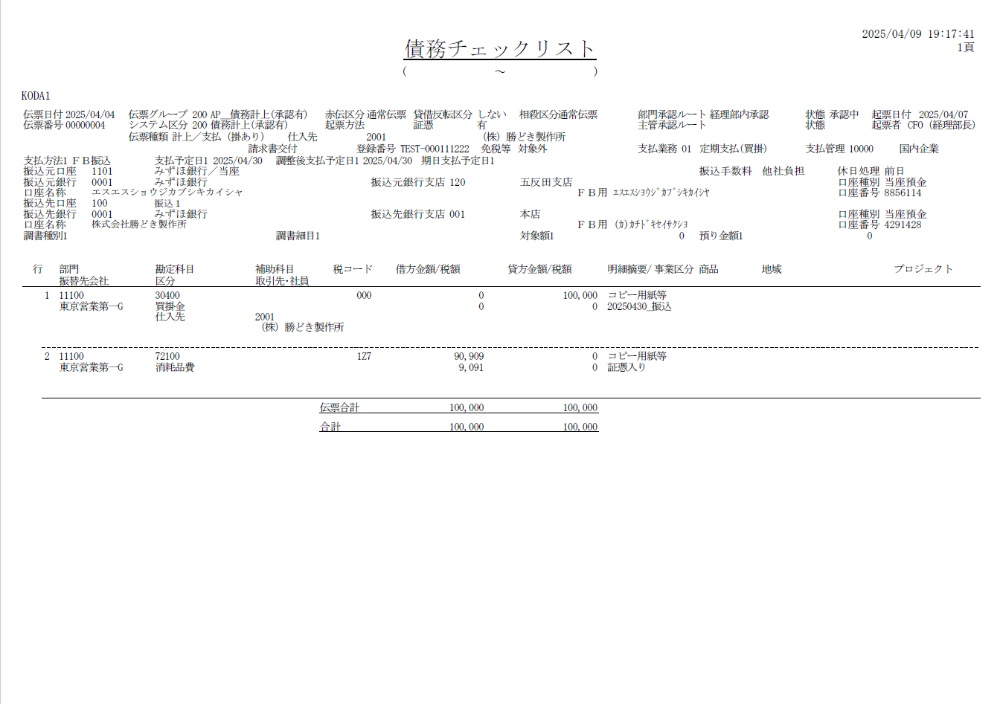 2025/04/09 19:17:41
1頁
債務チェックリスト
( ～ )
KODA1
伝票日付 2025/04/04 伝票グループ 200 AP__債務計上(承認有) 赤伝区分 通常伝票 貸借反転区分 しない 相殺区分通常伝票 部門承認ルート 経理部内承認 状態 承認中 起票日付 2025/04/07
伝票番号 00000004 システム区分 200 債務計上(承認有) 起票方法 証憑 有 主管承認ルート 状態 起票者 CFO (経理部長)
伝票種類 計上／支払（掛あり） 仕入先 2001 （株）勝どき製作所
請求書交付 登録番号 TEST-000111222 免税等 対象外 支払業務 01 定期支払(買掛) 支払管理 10000 国内企業
支払方法1 ＦＢ振込 支払予定日1 2025/04/30 調整後支払予定日1 2025/04/30 期日支払予定日1
振込元口座 1101 みずほ銀行／当座 振込手数料 他社負担 休日処理 前日
振込元銀行 0001 みずほ銀行 振込元銀行支店 120 五反田支店 口座種別 当座預金
口座名称 エスエスショウジカブシキカイシャ ＦＢ用 ｴｽｴｽｼﾖｳｼﾞｶﾌﾞｼｷｶｲｼﾔ 口座番号 8856114
振込先口座 100 振込１
振込先銀行 0001 みずほ銀行 振込先銀行支店 001 本店 口座種別 当座預金
口座名称 株式会社勝どき製作所 ＦＢ用 (ｶ)ｶﾁﾄﾞｷｾｲｻｸｼﾖ 口座番号 4291428
調書種別1 調書細目1 対象額1 0 預り金額1 0
行 部門 勘定科目 補助科目 税コード 借方金額/税額 貸方金額/税額 明細摘要/事業区分 商品 地域 プロジェクト
振替先会社 区分 取引先･社員
1 11100 30400 000 0 100,000 コピー用紙等
東京営業第一G 買掛金 0 0 20250430_振込
仕入先 2001
（株）勝どき製作所
2 11100 72100 1Z7 90,909 0 コピー用紙等
東京営業第一G 消耗品費 9,091 0 証憑入り
伝票合計 100,000 100,000
合計 100,000 100,000